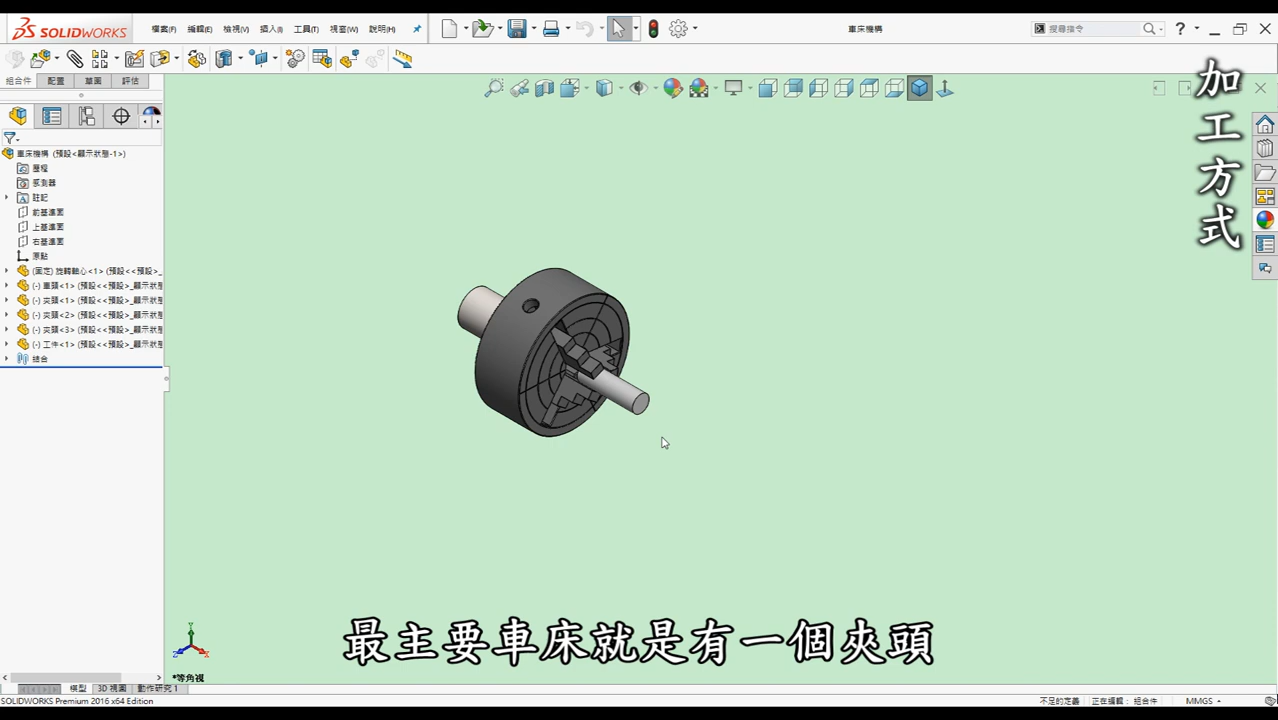 SOLIDWORKS
檔案(F)
編輯(E)
檢視(V)
插入(I)
工具(T)
視窗(W)
說明(H)
車床機構
搜尋指令
組合件
配置
草圖
評估
加工方式
車床機構 (預設<顯示狀態-1>)
歷程
感測器
註記
前基準面
上基準面
右基準面
原點
(固定) 旋轉軸心<1> (預設<<預設>_
(-) 車頭<1> (預設<<預設>_顯示狀態
(-) 夾頭<1> (預設<<預設>_顯示狀態
(-) 夾頭<2> (預設<<預設>_顯示狀態
(-) 夾頭<3> (預設<<預設>_顯示狀態
(-) 工件<1> (預設<<預設>_顯示狀態
結合
Y
Z
X
最主要車床就是有一個夾頭
*等角視
模型
3D 視圖
動作研究 1
SOLIDWORKS Premium 2016 x64 Edition
不足的定義
正在編輯: 組合件
MMGS